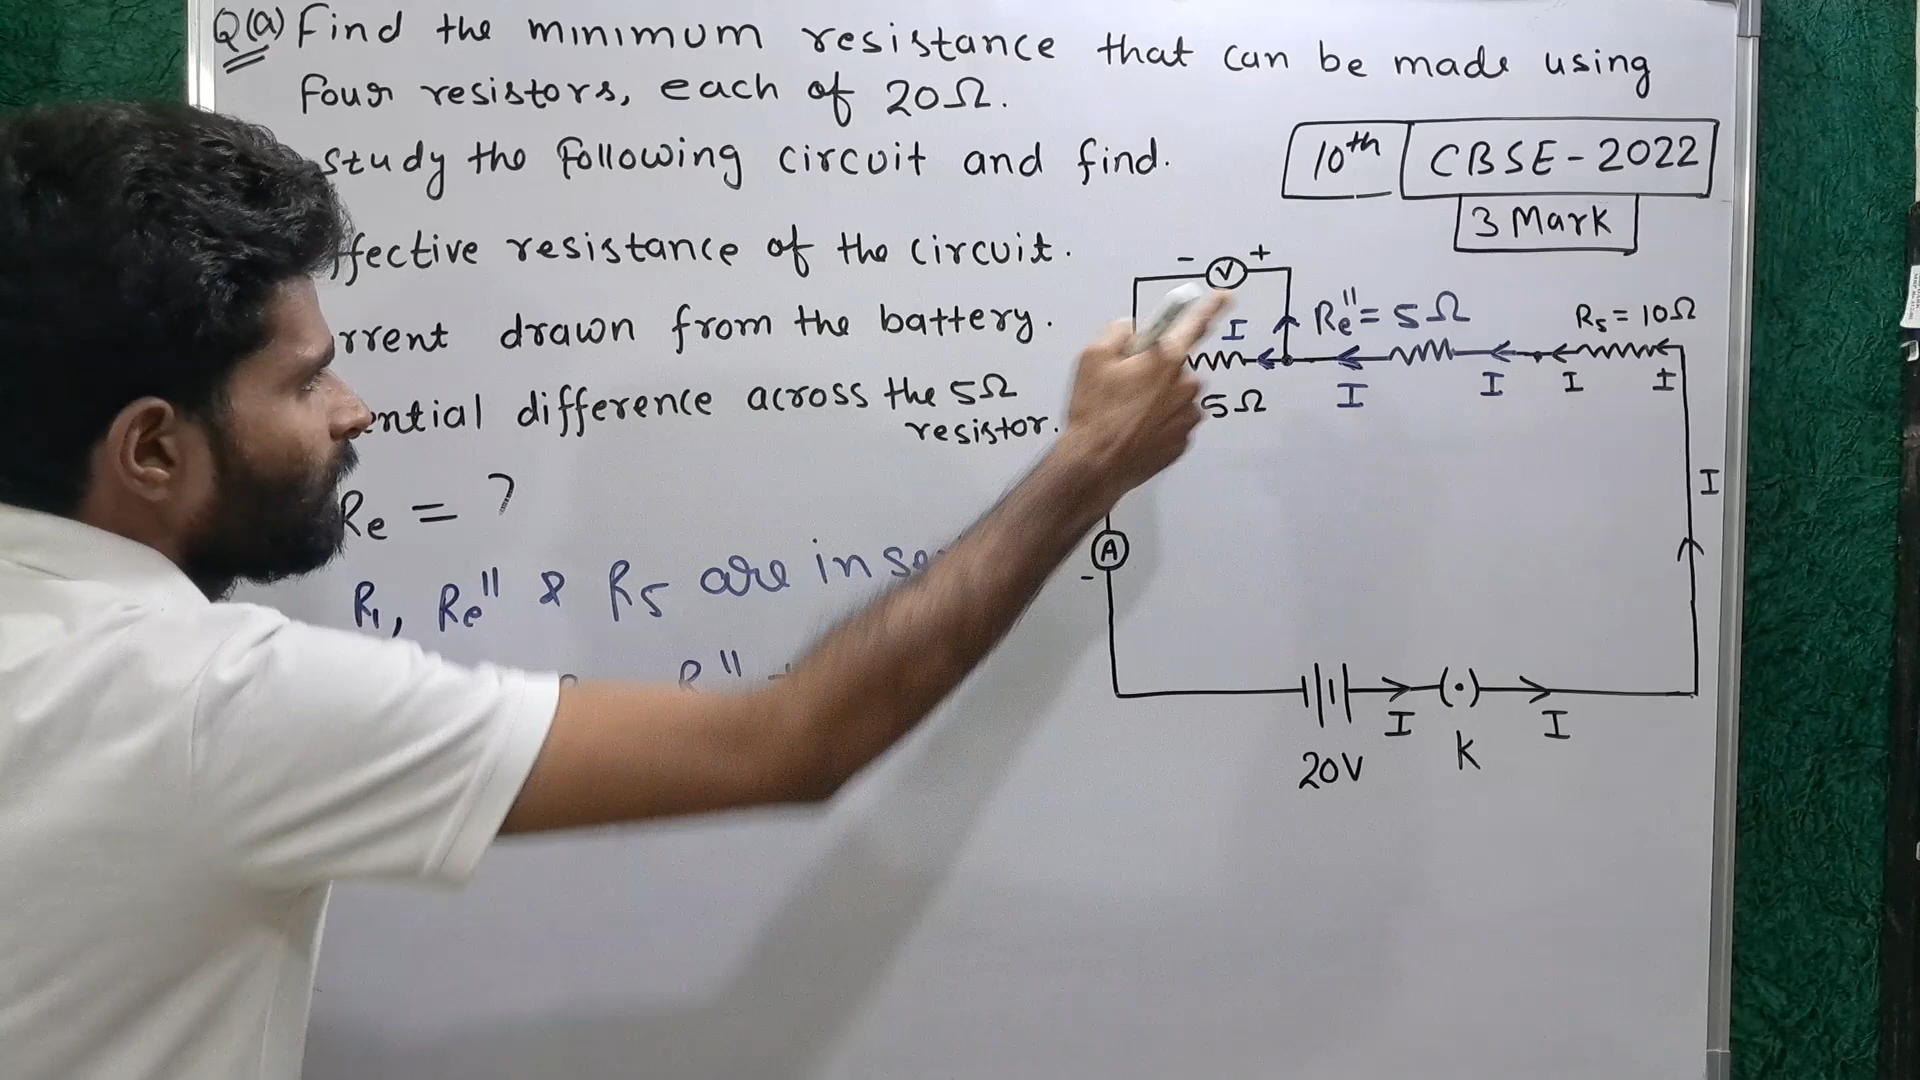 Q(a) Find the minimum resistance that can be made using
four resistors, each of 20Ω.
study the following circuit and find.
ffective resistance of the circuit.
rrent drawn from the battery.
ential difference across the 5Ω
resistor.
Re = ?
R1, Re" & R5 are in se
R"
10th CBSE-2022
3 Mark
- V +
I Re" = 5Ω R5 = 10Ω
5Ω I I I I
I
A
-
I I
20V K